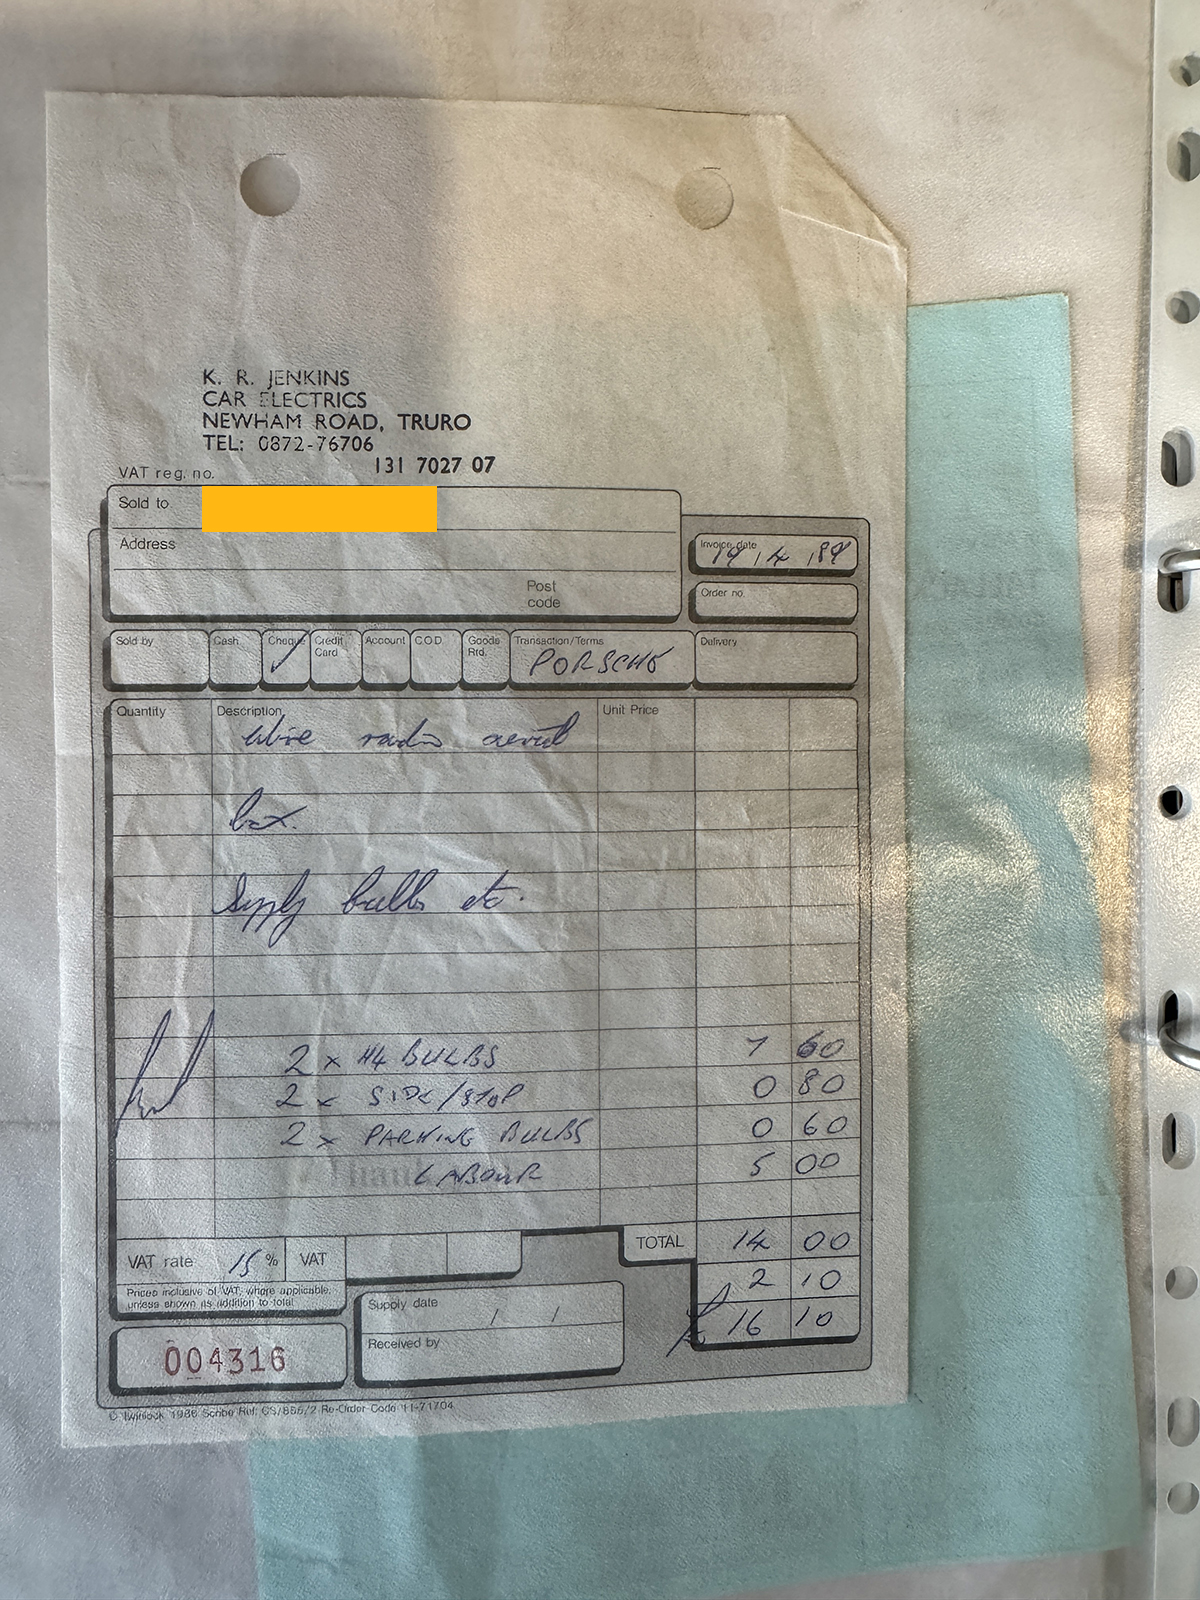 K. R. JENKINS
CAR ELECTRICS
NEWHAM ROAD, TRURO
TEL: 0872-76706
VAT reg. no. 131 7027 07
Sold to
Address
Post code
Invoice date 19 / 4 / 89
Order no.
Sold by Cash Cheque ✓ Credit Card Account C.O.D. Goods Rtd. Transaction/Terms PORSCHE Delivery
Quantity Description Unit Price
Wire radio aerial
box.
Supply bulbs etc.
2 x H4 BULBS 7 60
2 x SIDE/STOP 0 80
2 x PARKING BULBS 0 60
LABOUR 5 00
TOTAL 14 00
VAT rate 15 % VAT 2 10
Prices inclusive of VAT, where applicable, unless shown as addition to total.
£ 16 10
Supply date / /
Received by
004316
© Twinlock 1986 Scribe Ref: CS/866/2 Re-Order Code 11-71704